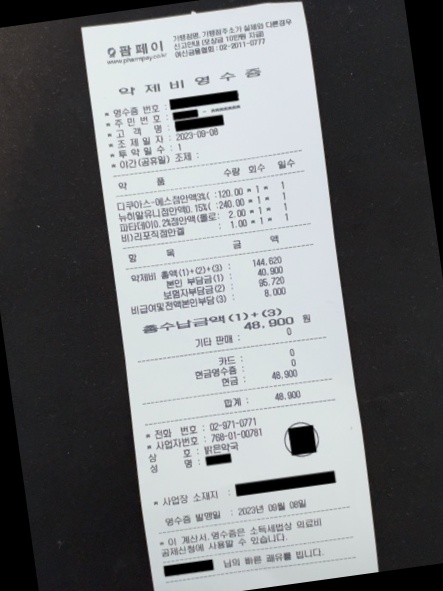 팜페이
www.pharmpay.co.kr
가맹점명, 가맹점주소가 실제와 다른경우
신고안내 (포상금 10만원 지급)
여신금융협회 : 02-2011-0777
약 제 비 영 수 증
* 영수증 번호 :
* 주 민 번 호 : - *******
* 고 객 명 :
* 조 제 일 자 : 2023-09-08
* 투 약 일 수 : 1
* 야간(공휴일) 조제 :
약 품 수량 회수 일수
다쿠아스-에스점안액3%( :120.00 * 1 * 1
뉴히알유니점안액0.15%( :240.00 * 1 * 1
파타데이0.2%점안액(올로: 2.00 * 1 * 1
비)리포직점안겔 : 1.00 * 1 * 1
항 목 금 액
약제비 총액(1)+(2)+(3) : 144,620
본인 부담금(1) : 40,900
보험자부담금(2) : 95,720
비급여및전액본인부담(3) : 8,000
총수납금액(1)+(3)
48,900 원
기타 판매 : 0
카드 : 0
현금영수증 : 0
현금 : 48,900
합계 : 48,900
* 전화 번호 : 02-971-0771
* 사업자번호 : 768-01-00781
상 호 : 밝은약국
성 명 :
* 사업장 소재지 :
영수증 발행일 : 2023년 09월 08일
* 이 계산서.영수증은 소득세법상 의료비
공제신청에 사용할 수 있습니다.
님의 빠른 쾌유를 빕니다.